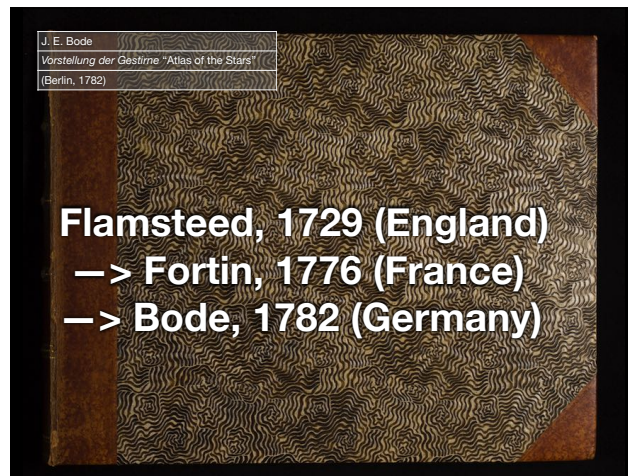 J. E. Bode
Vorstellung der Gestirne “Atlas of the Stars”
(Berlin, 1782)
Flamsteed, 1729 (England)
—> Fortin, 1776 (France)
—> Bode, 1782 (Germany)